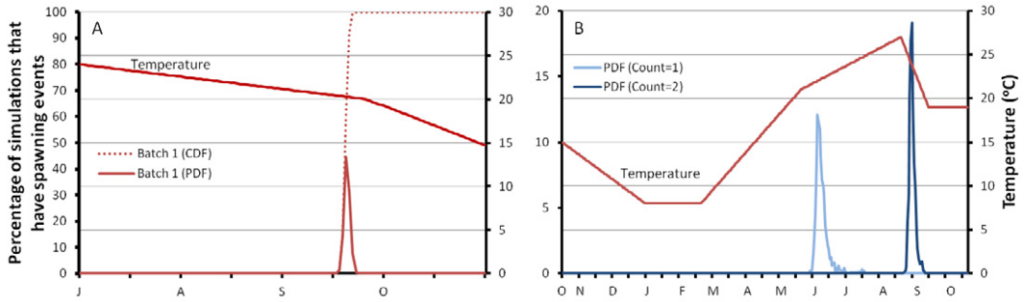 Percentage of simulations that
have spawning events
100
90
80
70
60
50
40
30
20
10
0
A
Temperature
Batch 1 (CDF)
Batch 1 (PDF)
30
25
20
15
10
5
0
J A S O
20
15
10
5
0
B
PDF (Count=1)
PDF (Count=2)
Temperature
30
25
20
15
10
5
0
Temperature (°C)
O N D J F M A M J J A S O